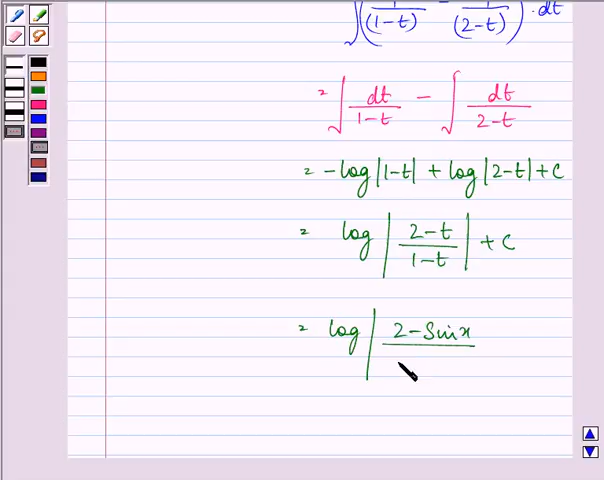 ∫(1/(1-t) - 1/(2-t)) . dt
= ∫ dt/(1-t) - ∫ dt/(2-t)
= -log|1-t| + log|2-t| + C
= log |(2-t)/(1-t)| + C
= log | 2-Sinx